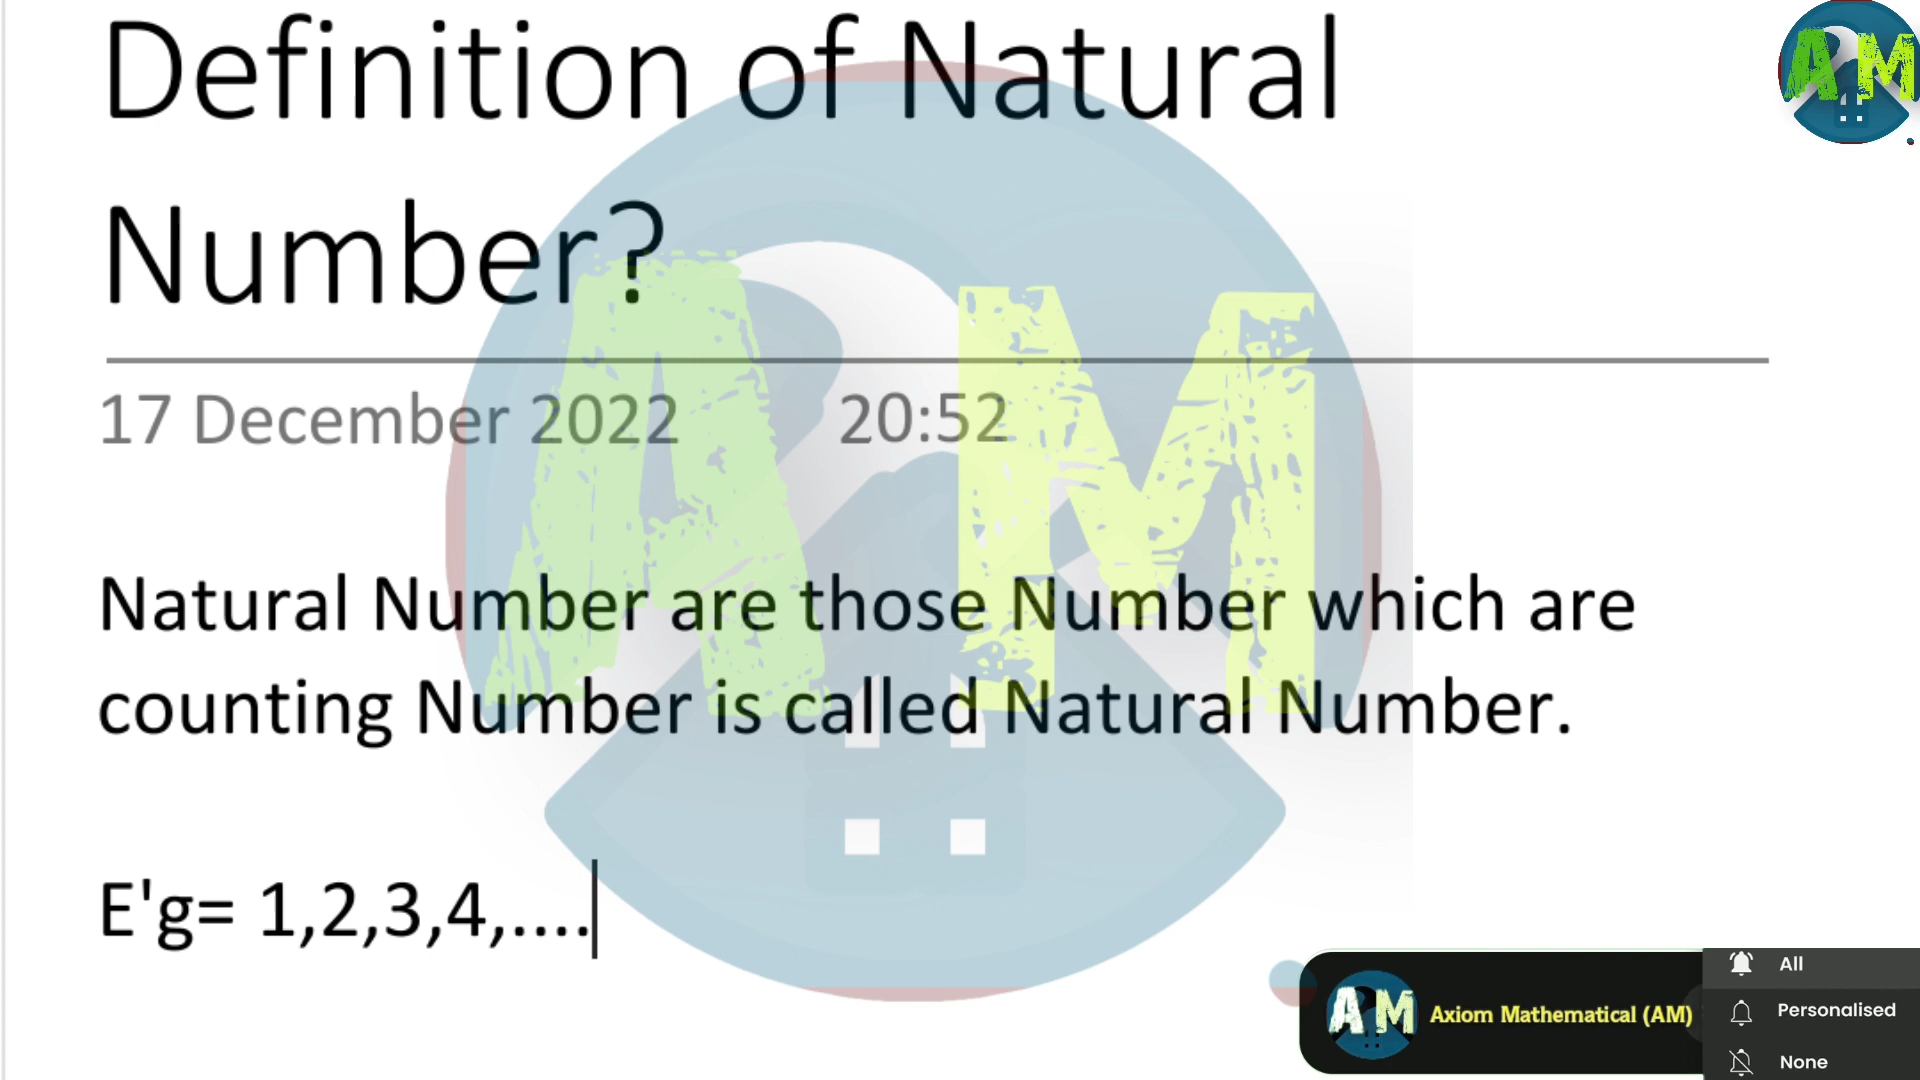 Definition of Natural
Number?
17 December 2022 20:52
Natural Number are those Number which are
counting Number is called Natural Number.
E'g= 1,2,3,4,....
AM
AM
AM Axiom Mathematical (AM)
All
Personalised
None